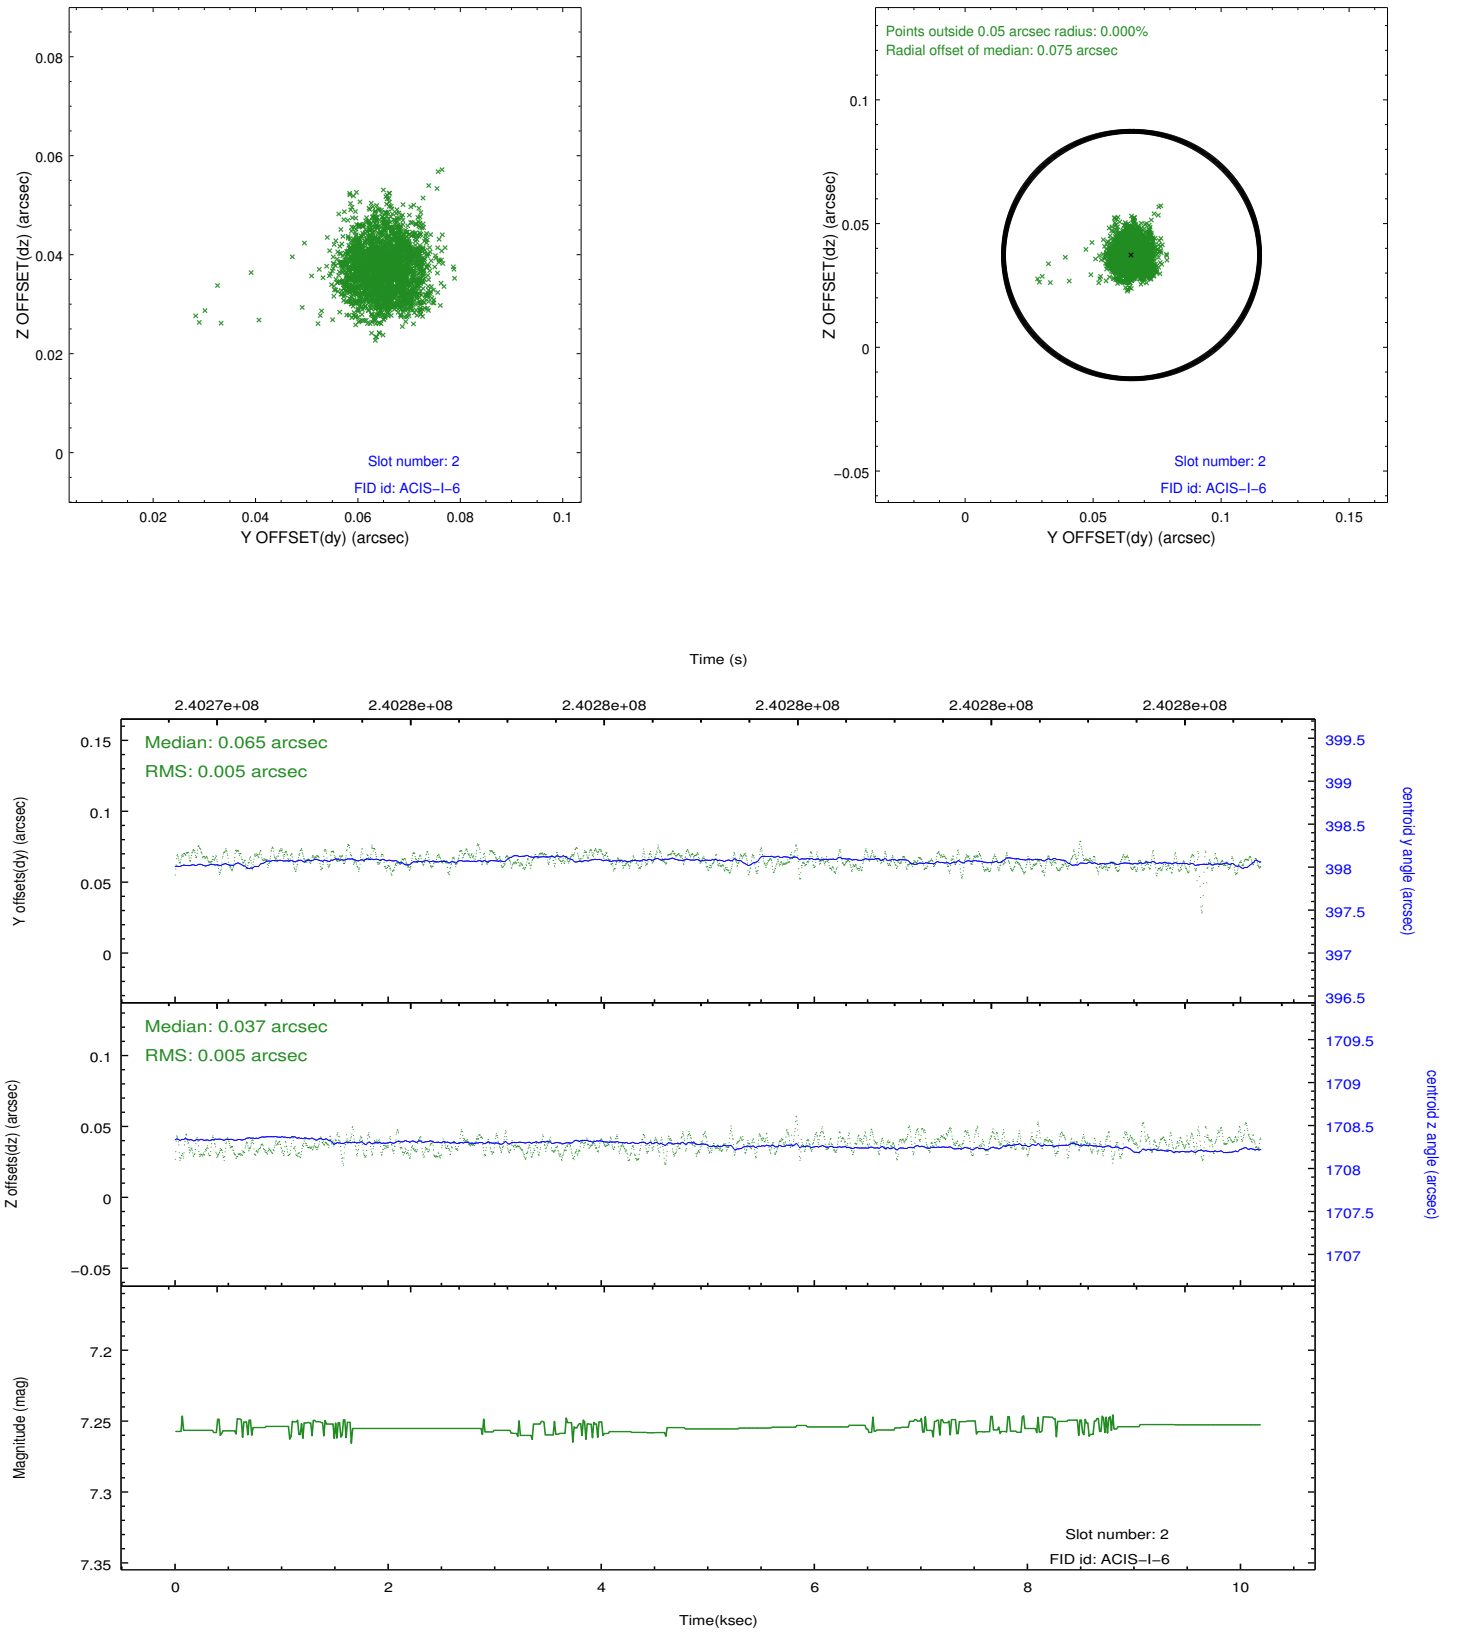 0.08
0.06
0.04
0.02
0
Z OFFSET(dz) (arcsec)
Slot number: 2
FID id: ACIS−I−6
0.02 0.04 0.06 0.08 0.1
Y OFFSET(dy) (arcsec)
Points outside 0.05 arcsec radius: 0.000%
Radial offset of median: 0.075 arcsec
0.1
0.05
0
−0.05
Z OFFSET(dz) (arcsec)
Slot number: 2
FID id: ACIS−I−6
0 0.05 0.1 0.15
Y OFFSET(dy) (arcsec)
Time (s)
2.4027e+08 2.4028e+08 2.4028e+08 2.4028e+08 2.4028e+08 2.4028e+08
Median: 0.065 arcsec
RMS: 0.005 arcsec
0.15
0.1
0.05
0
Y offsets(dy) (arcsec)
399.5
399
398.5
398
397.5
397
396.5
centroid y angle (arcsec)
Median: 0.037 arcsec
RMS: 0.005 arcsec
0.1
0.05
0
−0.05
Z offsets(dz) (arcsec)
1709.5
1709
1708.5
1708
1707.5
1707
centroid z angle (arcsec)
7.2
7.25
7.3
7.35
Magnitude (mag)
Slot number: 2
FID id: ACIS−I−6
0 2 4 6 8 10
Time(ksec)